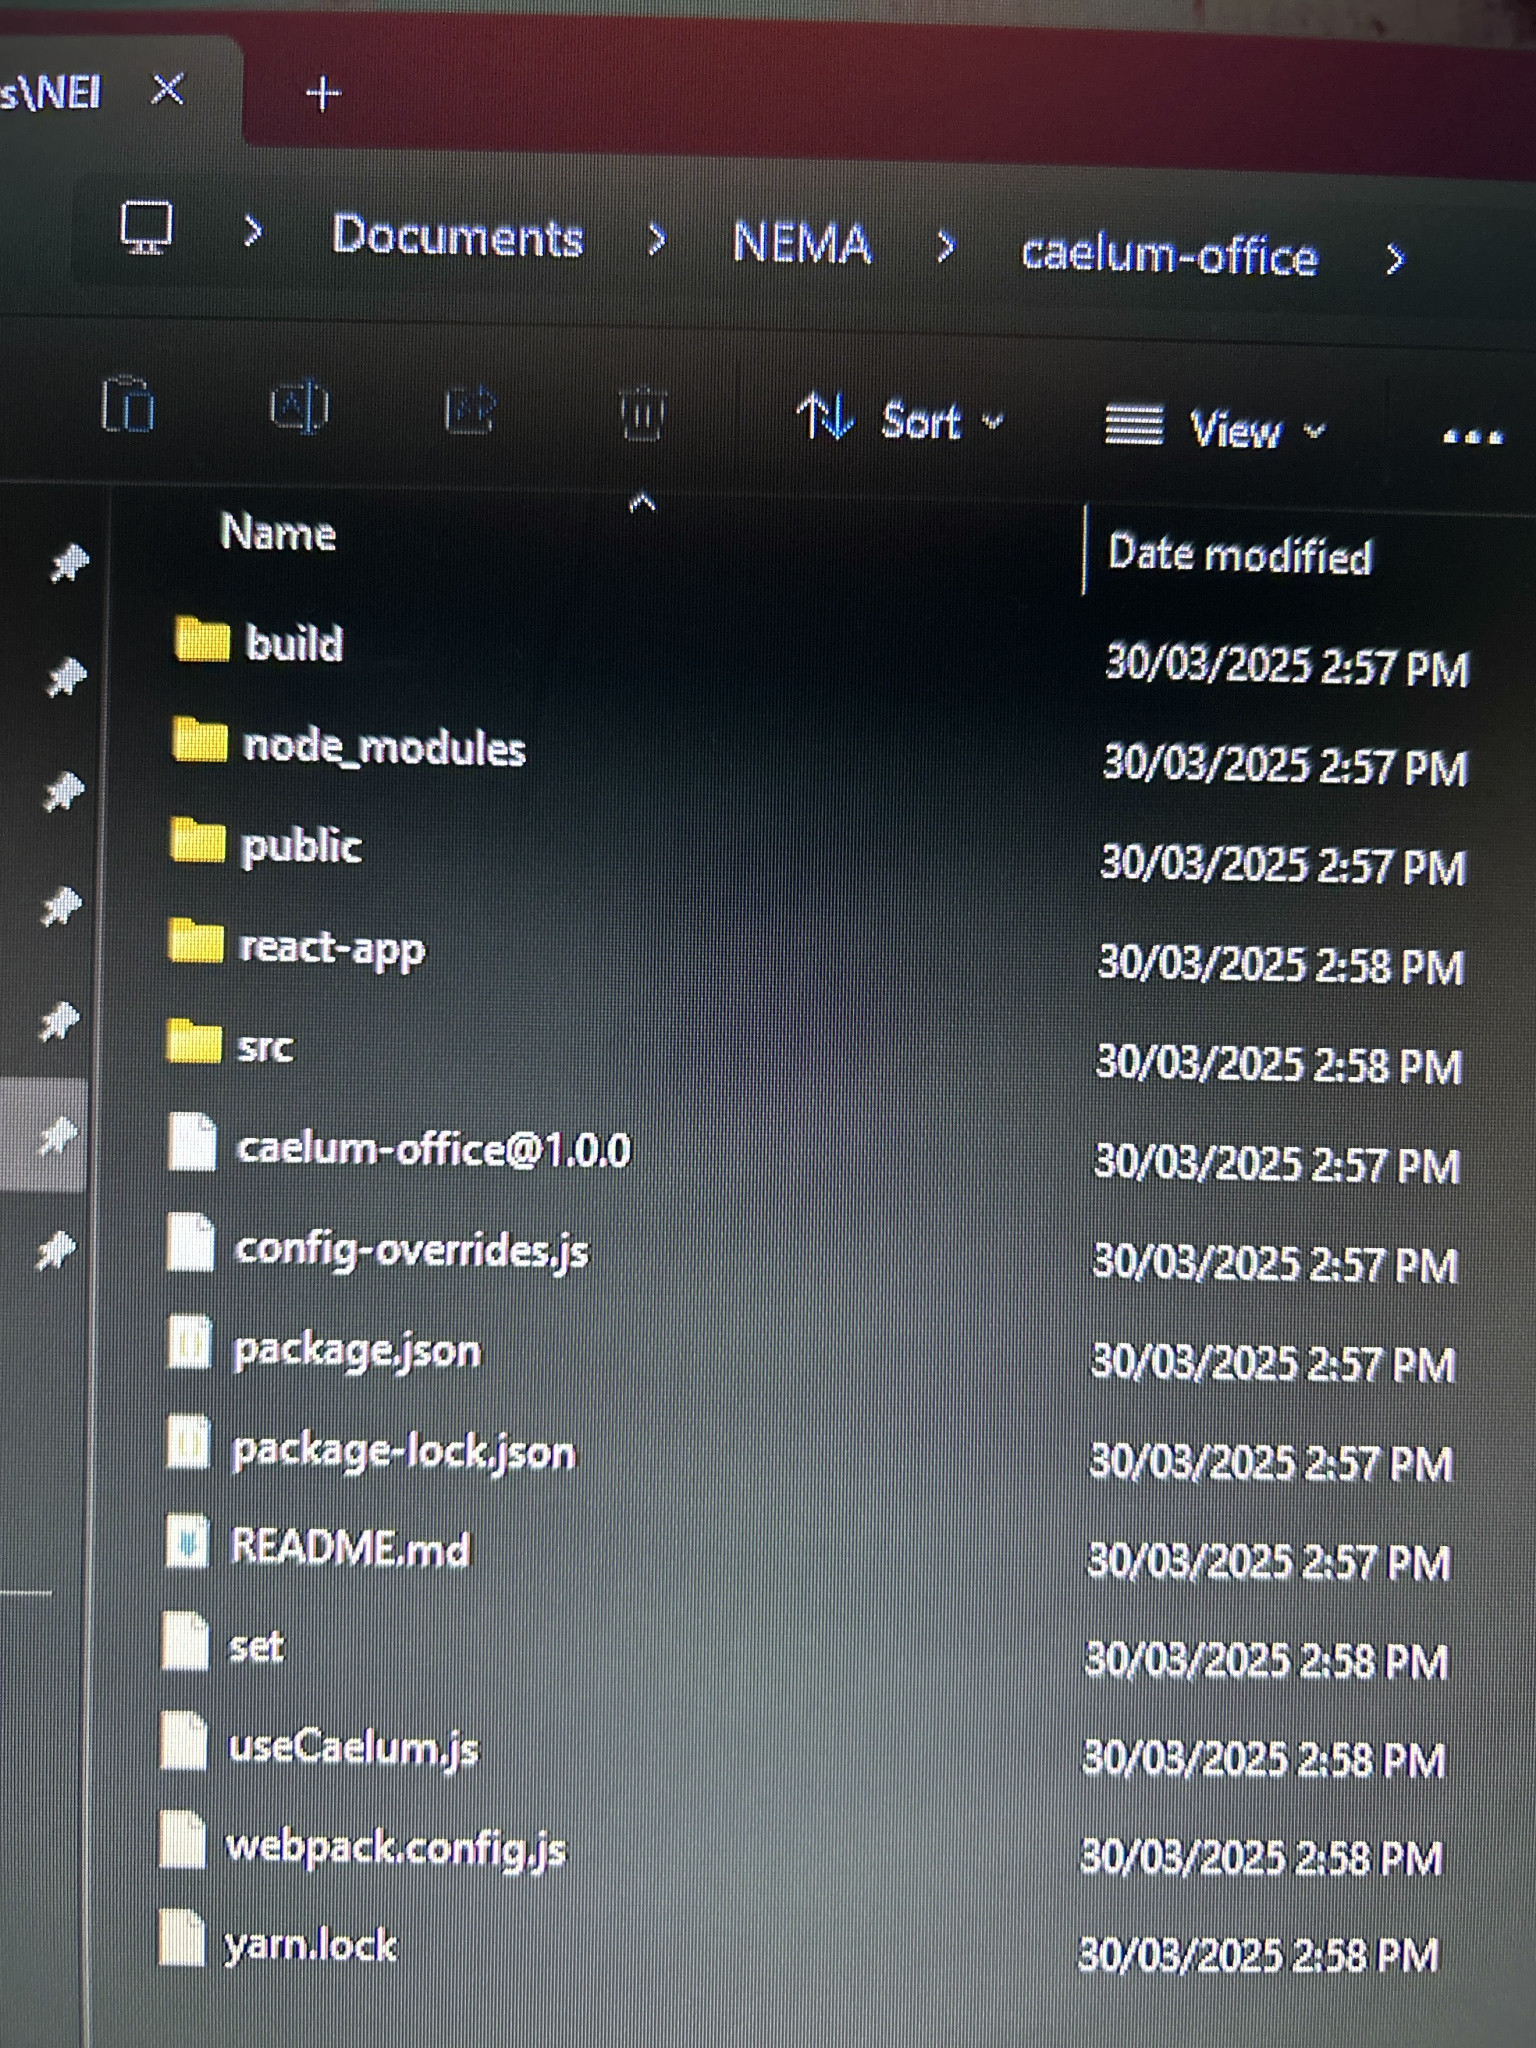 s\NEI
Documents > NEMA > caelum-office >
Sort View ...
Name Date modified
build 30/03/2025 2:57 PM
node_modules 30/03/2025 2:57 PM
public 30/03/2025 2:57 PM
react-app 30/03/2025 2:58 PM
src 30/03/2025 2:58 PM
caelum-office@1.0.0 30/03/2025 2:57 PM
config-overrides.js 30/03/2025 2:57 PM
package.json 30/03/2025 2:57 PM
package-lock.json 30/03/2025 2:57 PM
README.md 30/03/2025 2:57 PM
set 30/03/2025 2:58 PM
useCaelum.js 30/03/2025 2:58 PM
webpack.config.js 30/03/2025 2:58 PM
yarn.lock 30/03/2025 2:58 PM